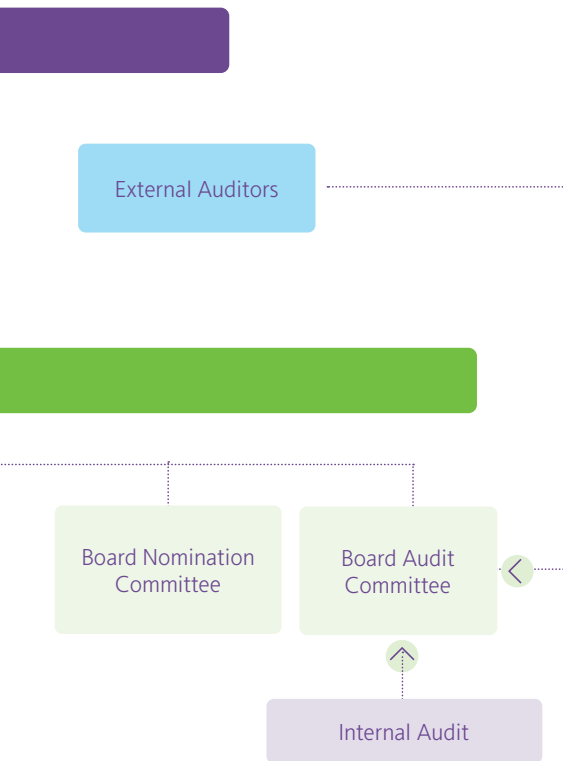 External Auditors
Board Nomination
Committee
Board Audit
Committee
Internal Audit